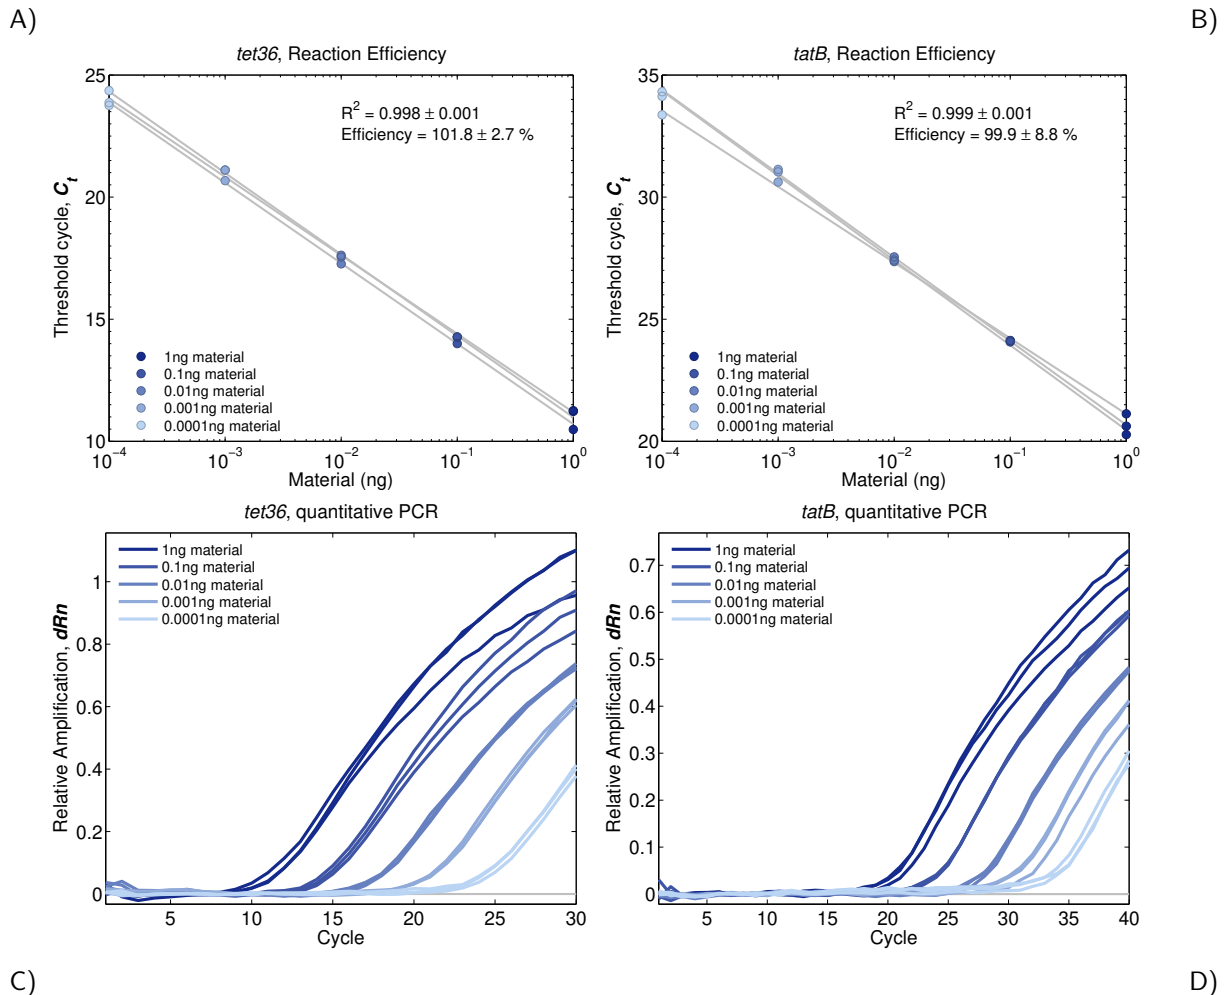 A)
B)
tet36, Reaction Efficiency
25
20
15
10
Threshold cycle, Ct
R2 = 0.998 ± 0.001
Efficiency = 101.8 ± 2.7 %
1ng material
0.1ng material
0.01ng material
0.001ng material
0.0001ng material
10−4 10−3 10−2 10−1 100
Material (ng)
tatB, Reaction Efficiency
35
30
25
20
Threshold cycle, Ct
R2 = 0.999 ± 0.001
Efficiency = 99.9 ± 8.8 %
1ng material
0.1ng material
0.01ng material
0.001ng material
0.0001ng material
10−4 10−3 10−2 10−1 100
Material (ng)
tet36, quantitative PCR
1
0.8
0.6
0.4
0.2
0
Relative Amplification, dRn
1ng material
0.1ng material
0.01ng material
0.001ng material
0.0001ng material
5 10 15 20 25 30
Cycle
tatB, quantitative PCR
0.7
0.6
0.5
0.4
0.3
0.2
0.1
0
Relative Amplification, dRn
1ng material
0.1ng material
0.01ng material
0.001ng material
0.0001ng material
5 10 15 20 25 30 35 40
Cycle
C)
D)